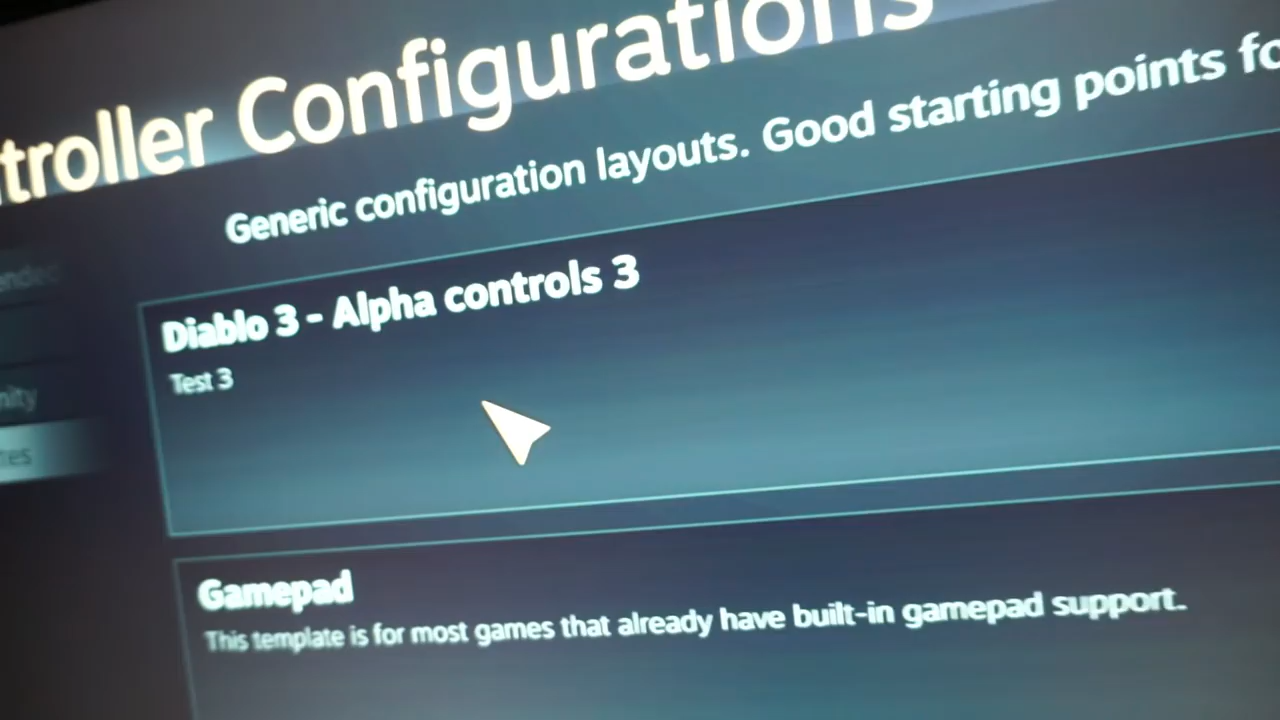 troller Configurations
Generic configuration layouts. Good starting points fo
Diablo 3 - Alpha controls 3
Test 3
Gamepad
This template is for most games that already have built-in gamepad support.